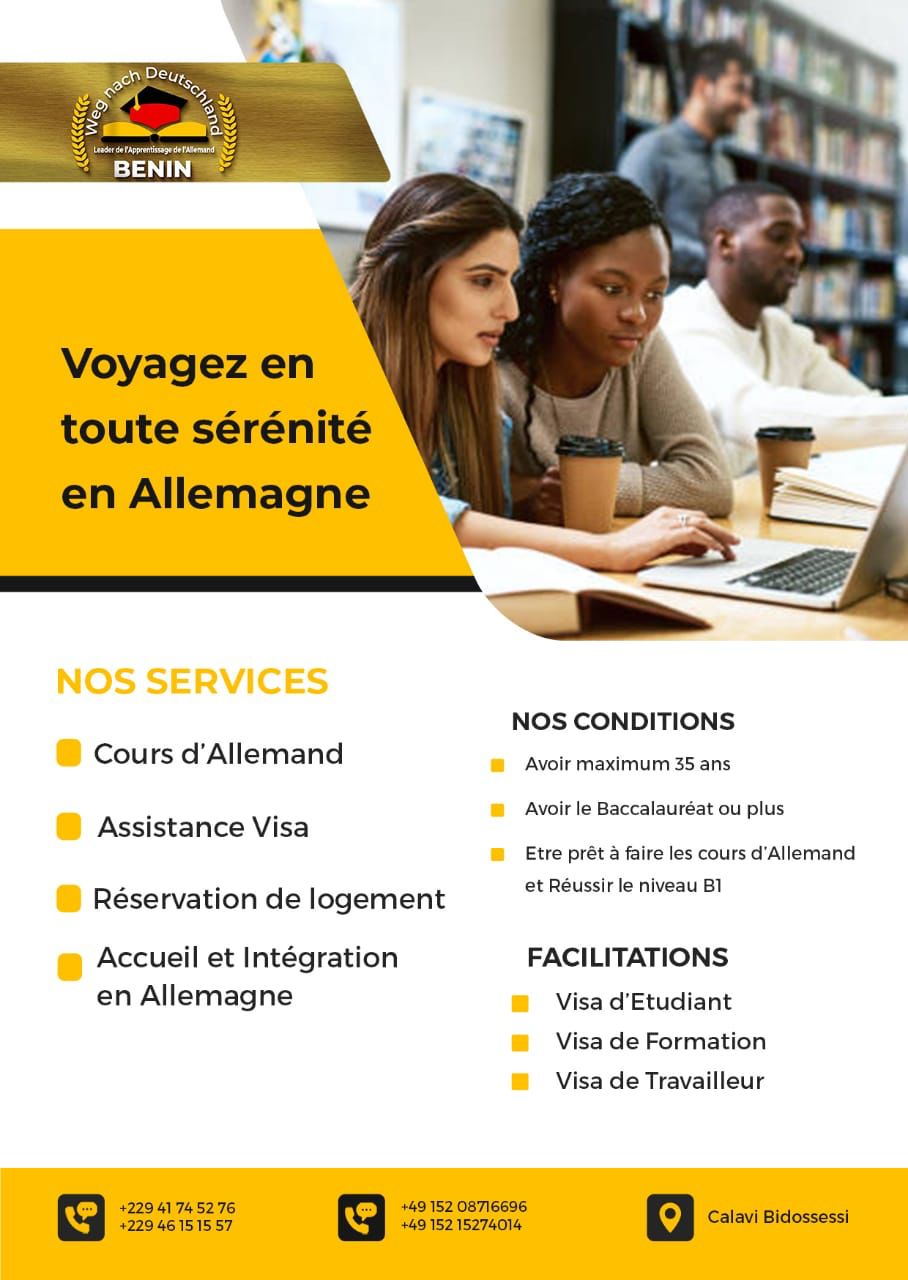 Weg nach Deutschland
Leader de l'Apprentissage de l'Allemand
BENIN
Voyagez en
toute sérénité
en Allemagne
NOS SERVICES
Cours d'Allemand
Assistance Visa
Réservation de logement
Accueil et Intégration
en Allemagne
NOS CONDITIONS
Avoir maximum 35 ans
Avoir le Baccalauréat ou plus
Etre prêt à faire les cours d'Allemand
et Réussir le niveau B1
FACILITATIONS
Visa d'Etudiant
Visa de Formation
Visa de Travailleur
+229 41 74 52 76
+229 46 15 15 57
+49 152 08716696
+49 152 15274014
Calavi Bidossessi